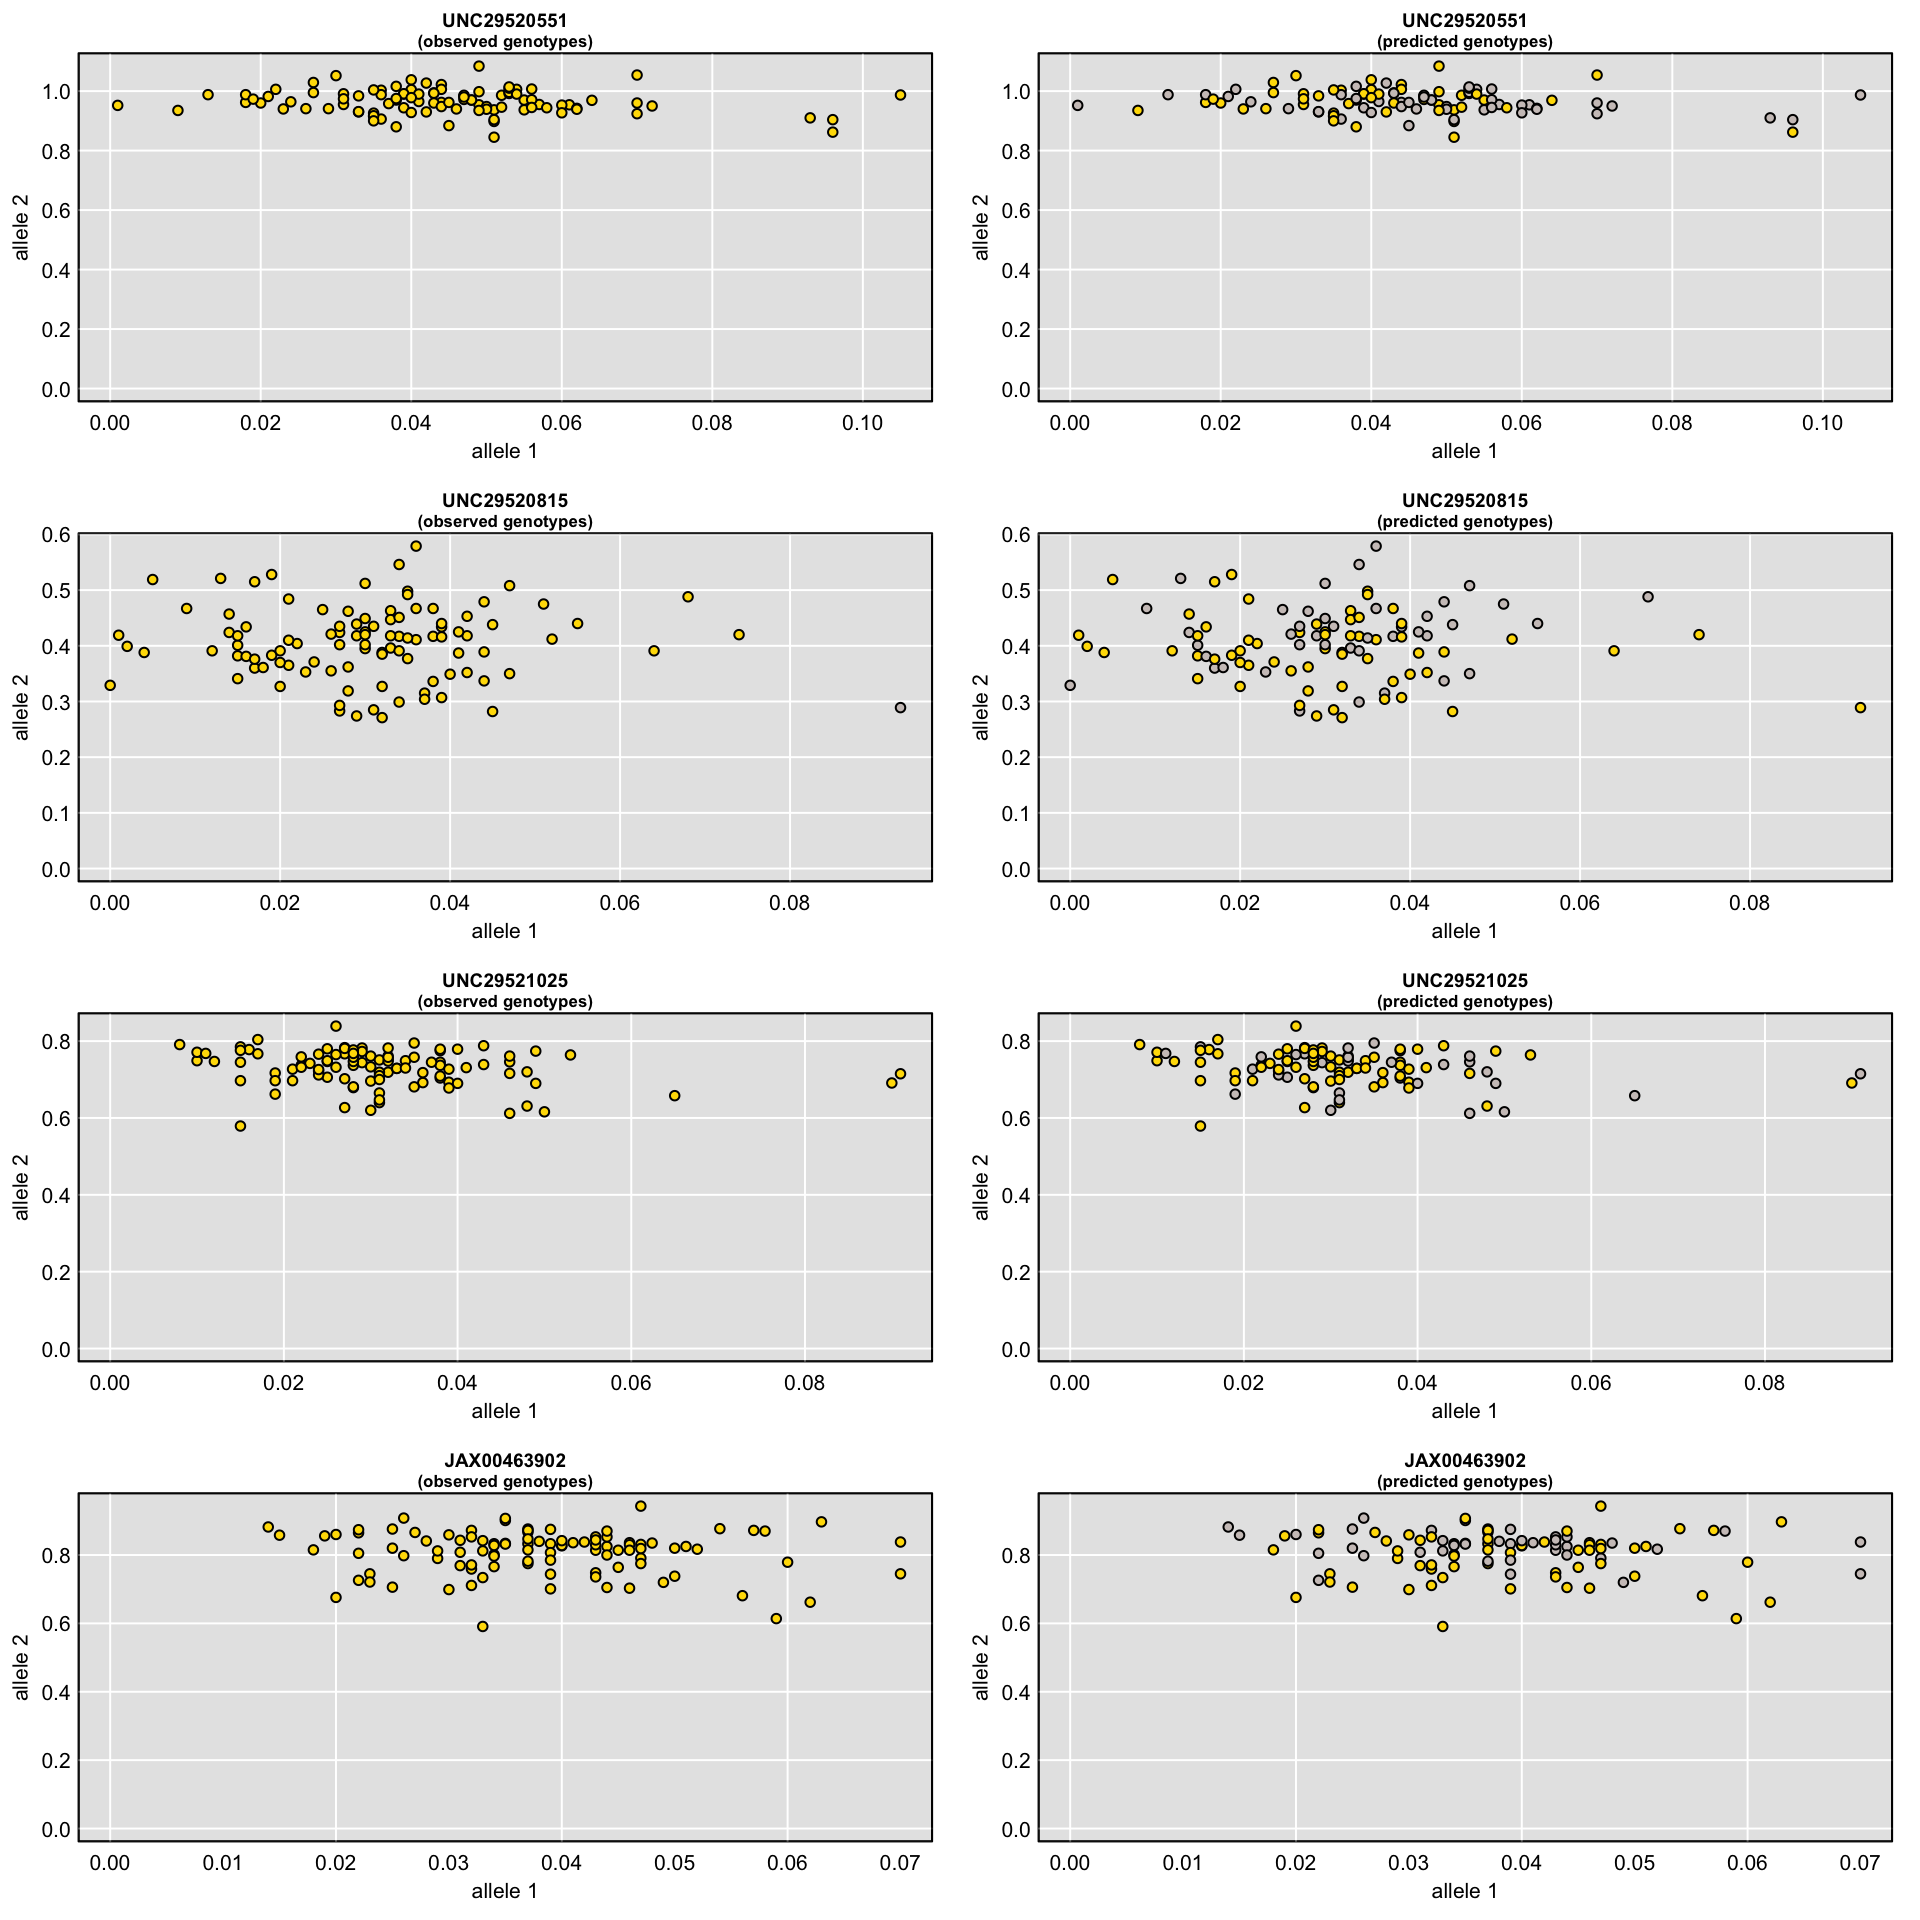 UNC29520551
(observed genotypes)
1.0
0.8
0.6
0.4
0.2
0.0
allele 2
0.00 0.02 0.04 0.06 0.08 0.10
allele 1
UNC29520551
(predicted genotypes)
1.0
0.8
0.6
0.4
0.2
0.0
allele 2
0.00 0.02 0.04 0.06 0.08 0.10
allele 1
UNC29520815
(observed genotypes)
0.6
0.5
0.4
0.3
0.2
0.1
0.0
allele 2
0.00 0.02 0.04 0.06 0.08
allele 1
UNC29520815
(predicted genotypes)
0.6
0.5
0.4
0.3
0.2
0.1
0.0
allele 2
0.00 0.02 0.04 0.06 0.08
allele 1
UNC29521025
(observed genotypes)
0.8
0.6
0.4
0.2
0.0
allele 2
0.00 0.02 0.04 0.06 0.08
allele 1
UNC29521025
(predicted genotypes)
0.8
0.6
0.4
0.2
0.0
allele 2
0.00 0.02 0.04 0.06 0.08
allele 1
JAX00463902
(observed genotypes)
0.8
0.6
0.4
0.2
0.0
allele 2
0.00 0.01 0.02 0.03 0.04 0.05 0.06 0.07
allele 1
JAX00463902
(predicted genotypes)
0.8
0.6
0.4
0.2
0.0
allele 2
0.00 0.01 0.02 0.03 0.04 0.05 0.06 0.07
allele 1